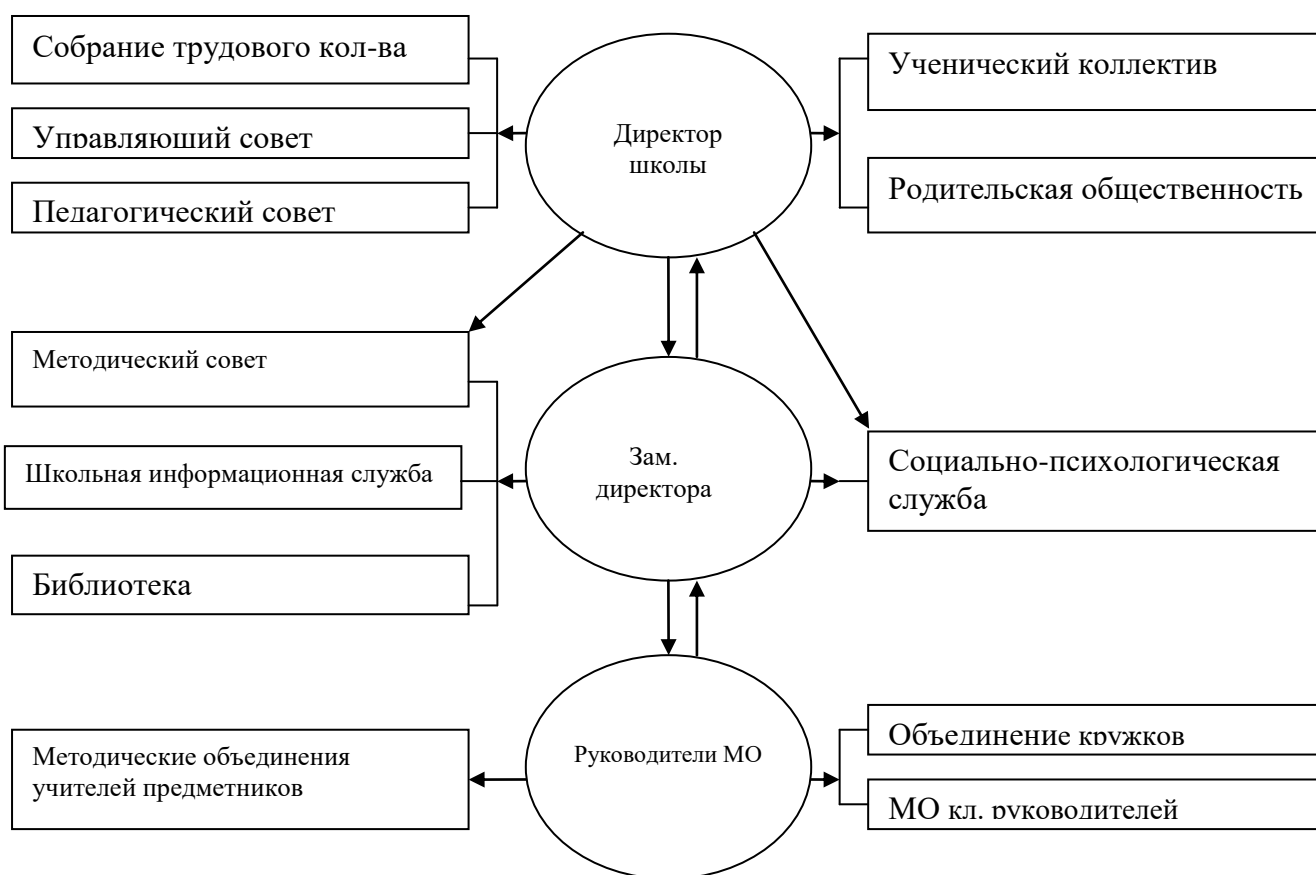 Собрание трудового кол-ва
Управляющий совет
Педагогический совет
Директор
школы
Ученический коллектив
Родительская общественность
Методический совет
Школьная информационная служба
Библиотека
Зам.
директора
Социально-психологическая
служба
Методические объединения
учителей предметников
Руководители МО
Объединение кружков
МО кл. руководителей